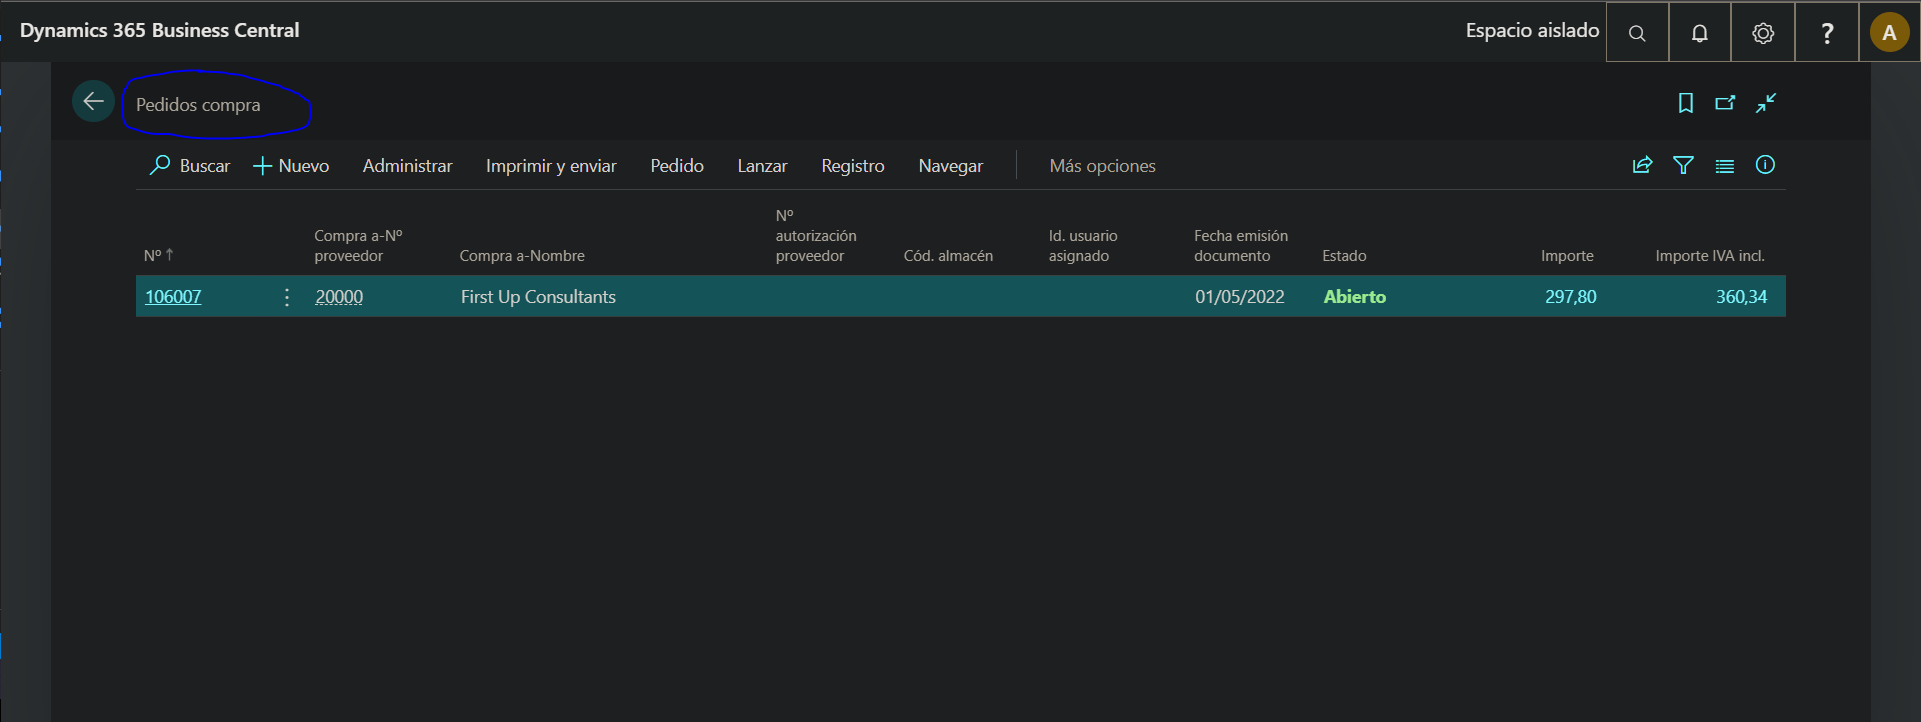 Dynamics 365 Business Central
Espacio aislado
?
A
Pedidos compra
Buscar
Nuevo
Administrar
Imprimir y enviar
Pedido
Lanzar
Registro
Navegar
Más opciones
Nº ↑
Compra a-Nº
proveedor
Compra a-Nombre
Nº
autorización
proveedor
Cód. almacén
Id. usuario
asignado
Fecha emisión
documento
Estado
Importe
Importe IVA incl.
106007
20000
First Up Consultants
01/05/2022
Abierto
297,80
360,34